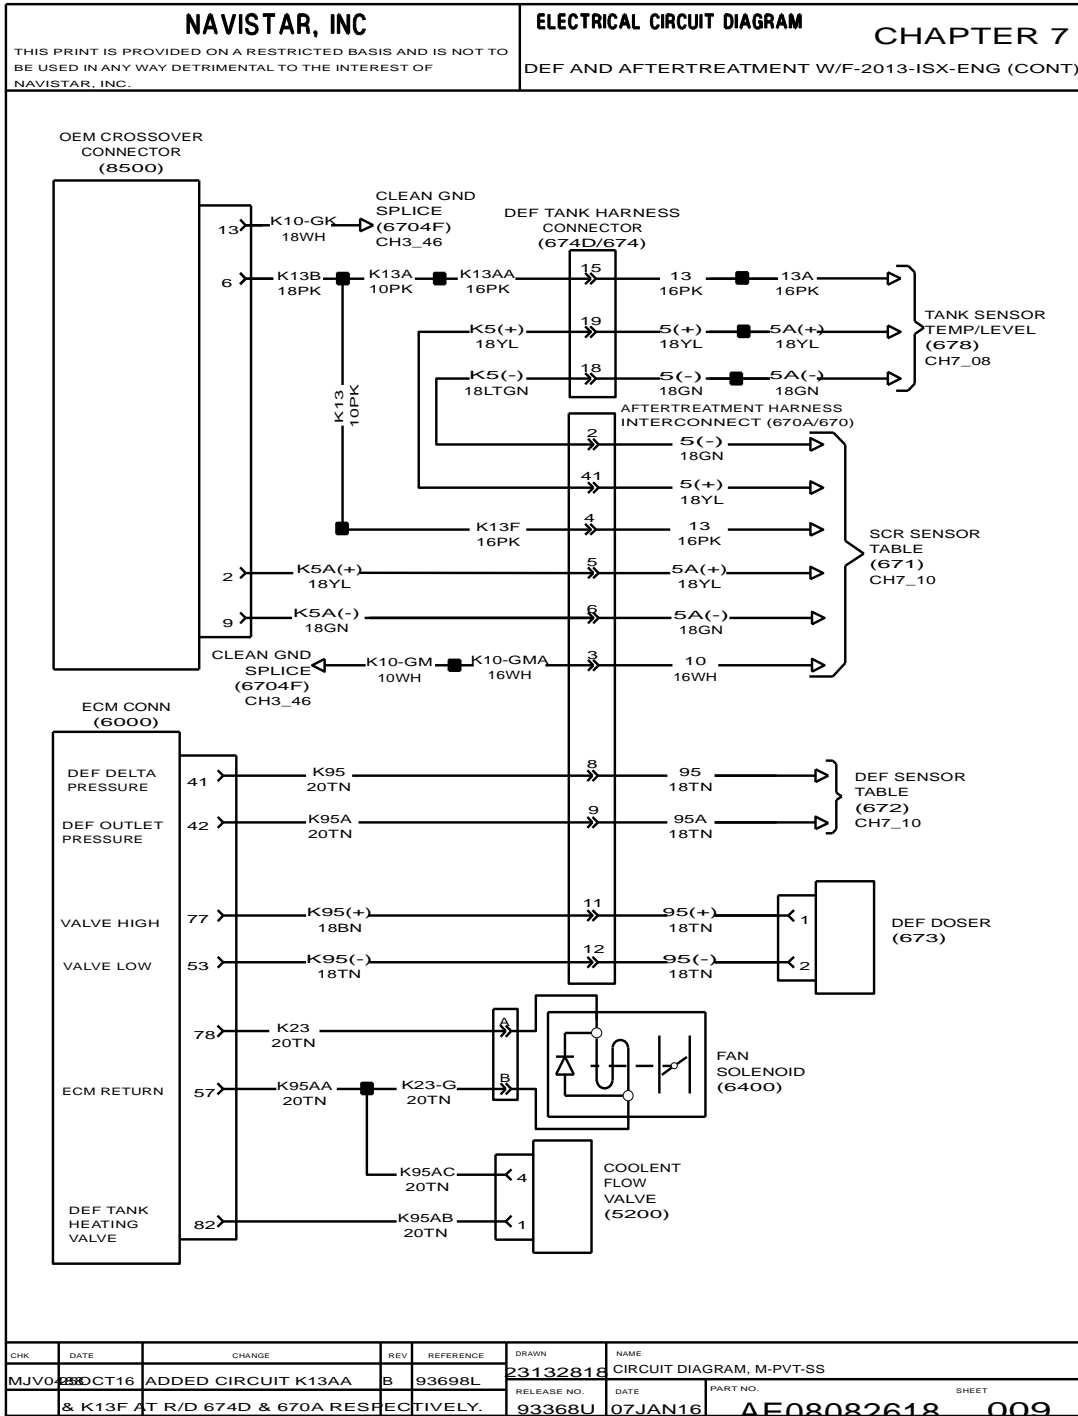 NAVISTAR, INC
THIS PRINT IS PROVIDED ON A RESTRICTED BASIS AND IS NOT TO
BE USED IN ANY WAY DETRIMENTAL TO THE INTEREST OF
NAVISTAR, INC.
ELECTRICAL CIRCUIT DIAGRAM
CHAPTER 7
DEF AND AFTERTREATMENT W/F-2013-ISX-ENG (CONT)
OEM CROSSOVER
CONNECTOR
(8500)
13
K10-GK
18WH
CLEAN GND
SPLICE
(6704F)
CH3_46
DEF TANK HARNESS
CONNECTOR
(674D/674)
6
K13B
18PK
K13A
10PK
K13AA
16PK
15
13
16PK
13A
16PK
K5(+)
18YL
19
5(+)
18YL
5A(+)
18YL
K5(-)
18LTGN
18
5(-)
18GN
5A(-)
18GN
TANK SENSOR
TEMP/LEVEL
(678)
CH7_08
K13
10PK
AFTERTREATMENT HARNESS
INTERCONNECT (670A/670)
2
5(-)
18GN
41
5(+)
18YL
K13F
16PK
4
13
16PK
2
K5A(+)
18YL
5
5A(+)
18YL
9
K5A(-)
18GN
6
5A(-)
18GN
SCR SENSOR
TABLE
(671)
CH7_10
CLEAN GND
SPLICE
(6704F)
CH3_46
K10-GM
10WH
K10-GMA
16WH
3
10
16WH
ECM CONN
(6000)
DEF DELTA
PRESSURE
41
K95
20TN
8
95
18TN
DEF OUTLET
PRESSURE
42
K95A
20TN
9
95A
18TN
DEF SENSOR
TABLE
(672)
CH7_10
VALVE HIGH
77
K95(+)
18BN
11
95(+)
18TN
1
VALVE LOW
53
K95(-)
18TN
12
95(-)
18TN
2
DEF DOSER
(673)
78
K23
20TN
A
ECM RETURN
57
K95AA
20TN
K23-G
20TN
B
FAN
SOLENOID
(6400)
K95AC
20TN
4
DEF TANK
HEATING
VALVE
82
K95AB
20TN
1
COOLENT
FLOW
VALVE
(5200)
CHK
DATE
CHANGE
REV
REFERENCE
DRAWN
NAME
OCT16
ADDED CIRCUIT K13AA
B
93698L
23132818
CIRCUIT DIAGRAM, M-PVT-SS
& K13F AT R/D 674D & 670A RESPECTIVELY.
RELEASE NO.
93368U
DATE
07JAN16
PART NO.
AE08082618
SHEET
009